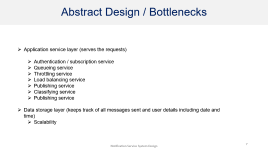 Abstract Design / Bottlenecks
➢ Application service layer (serves the requests)
➢ Authentication / subscription service
➢ Queueing service
➢ Throttling service
➢ Load balancing service
➢ Publishing service
➢ Classifying service
➢ Publishing service
➢ Data storage layer (keeps track of all messages sent and user details including date and
time)
➢ Scalability